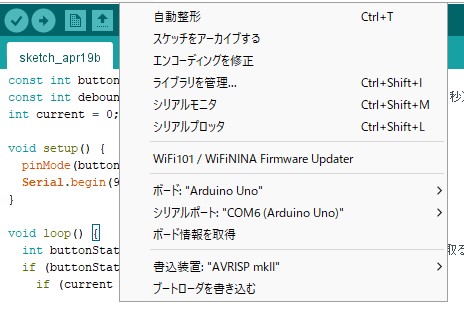 自動整形 Ctrl+T
スケッチをアーカイブする
sketch_apr19b
エンコーディングを修正
const int button
ライブラリを管理... Ctrl+Shift+I
const int deboun
シリアルモニタ Ctrl+Shift+M
秒)
int current = 0;
シリアルプロッタ Ctrl+Shift+L
void setup() {
WiFi101 / WiFiNINA Firmware Updater
pinMode(button
Serial.begin(9
ボード: "Arduino Uno"
}
シリアルポート: "COM6 (Arduino Uno)"
void loop() {
ボード情報を取得
int buttonStat
取る
if (buttonStat
書込装置: "AVRISP mkII"
if (current
ブートローダを書き込む